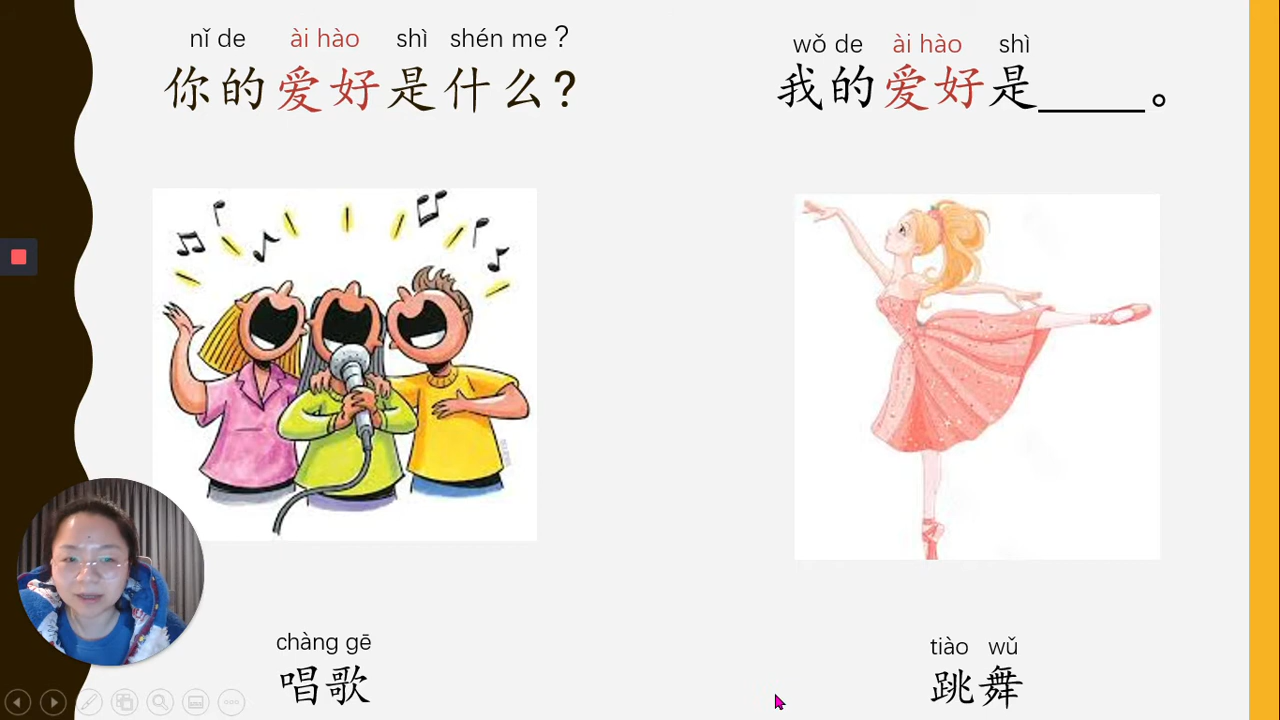 nǐ de ài hào shì shén me？
你的爱好是什么?
wǒ de ài hào shì
我的爱好是____。
chàng gē
唱歌
tiào wǔ
跳舞